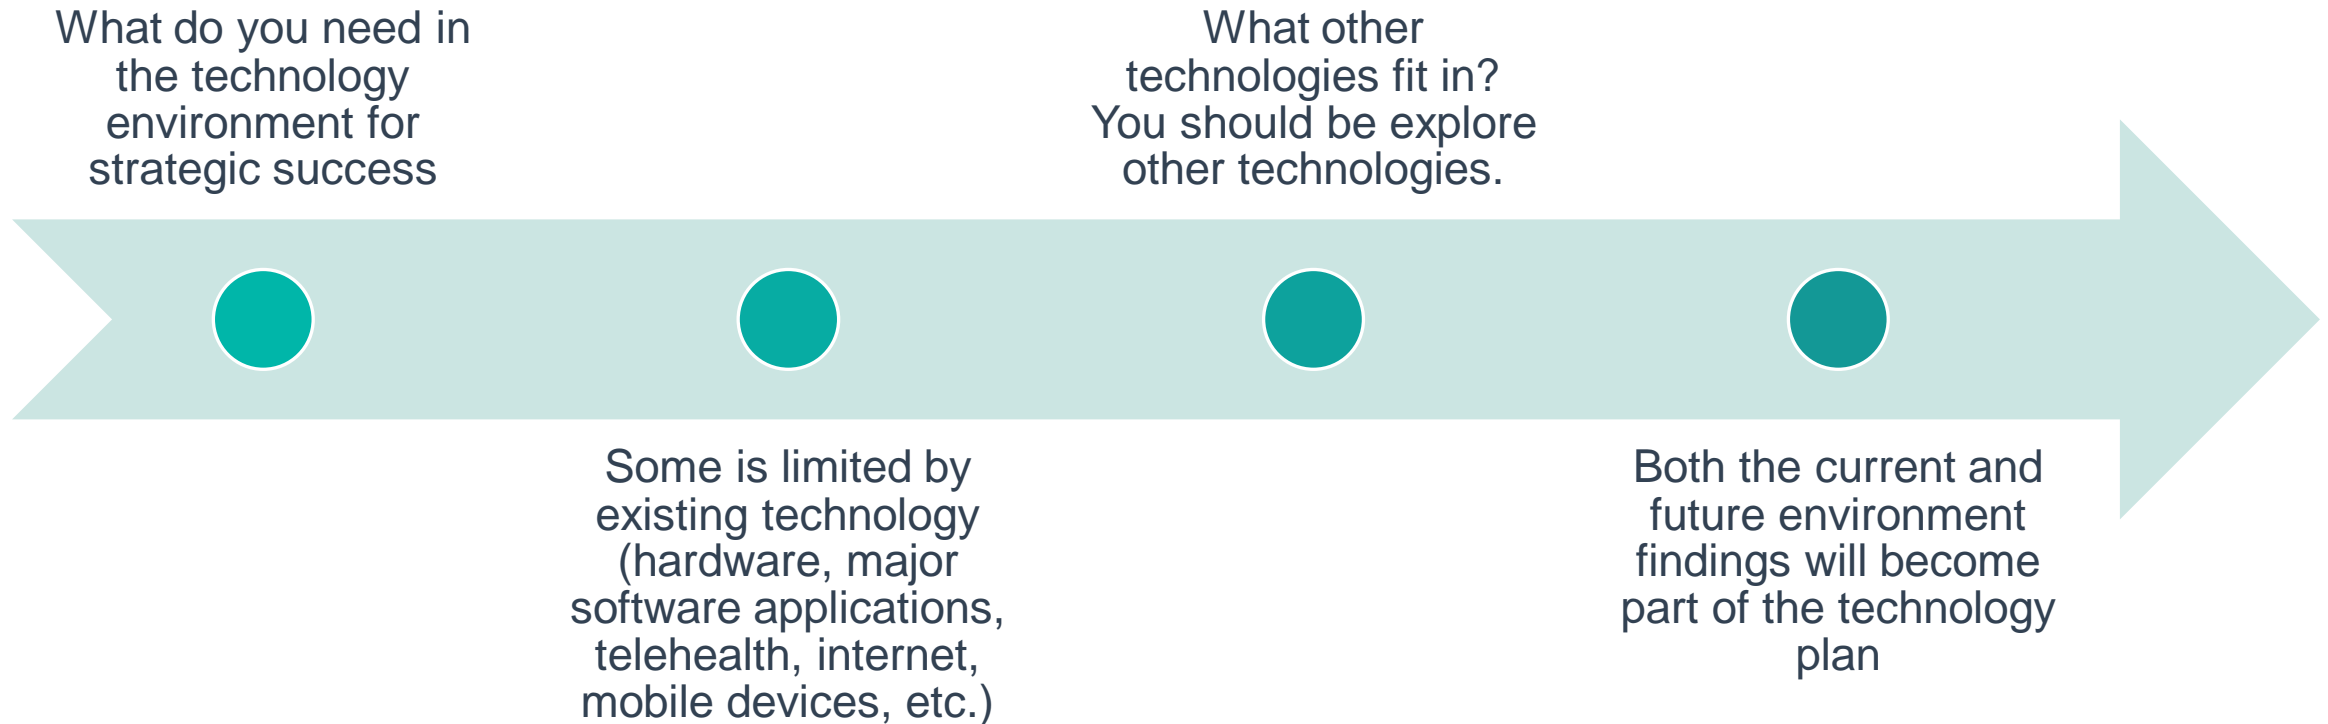 What do you need in
the technology
environment for
strategic success
Some is limited by
existing technology
(hardware, major
software applications,
telehealth, internet,
mobile devices, etc.)
What other
technologies fit in?
You should be explore
other technologies.
Both the current and
future environment
findings will become
part of the technology
plan